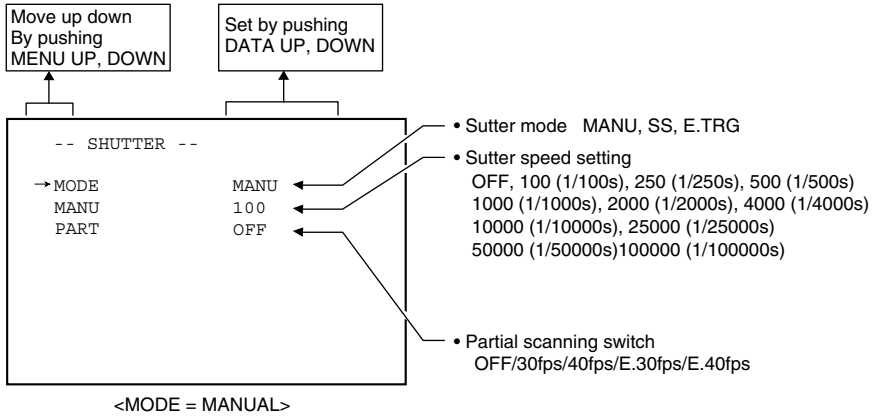 Move up down
By pushing
MENU UP, DOWN
Set by pushing
DATA UP, DOWN
-- SHUTTER --
→MODE MANU
MANU 100
PART OFF
• Sutter mode MANU, SS, E.TRG
• Sutter speed setting
OFF, 100 (1/100s), 250 (1/250s), 500 (1/500s)
1000 (1/1000s), 2000 (1/2000s), 4000 (1/4000s)
10000 (1/10000s), 25000 (1/25000s)
50000 (1/50000s)100000 (1/100000s)
• Partial scanning switch
OFF/30fps/40fps/E.30fps/E.40fps
<MODE = MANUAL>